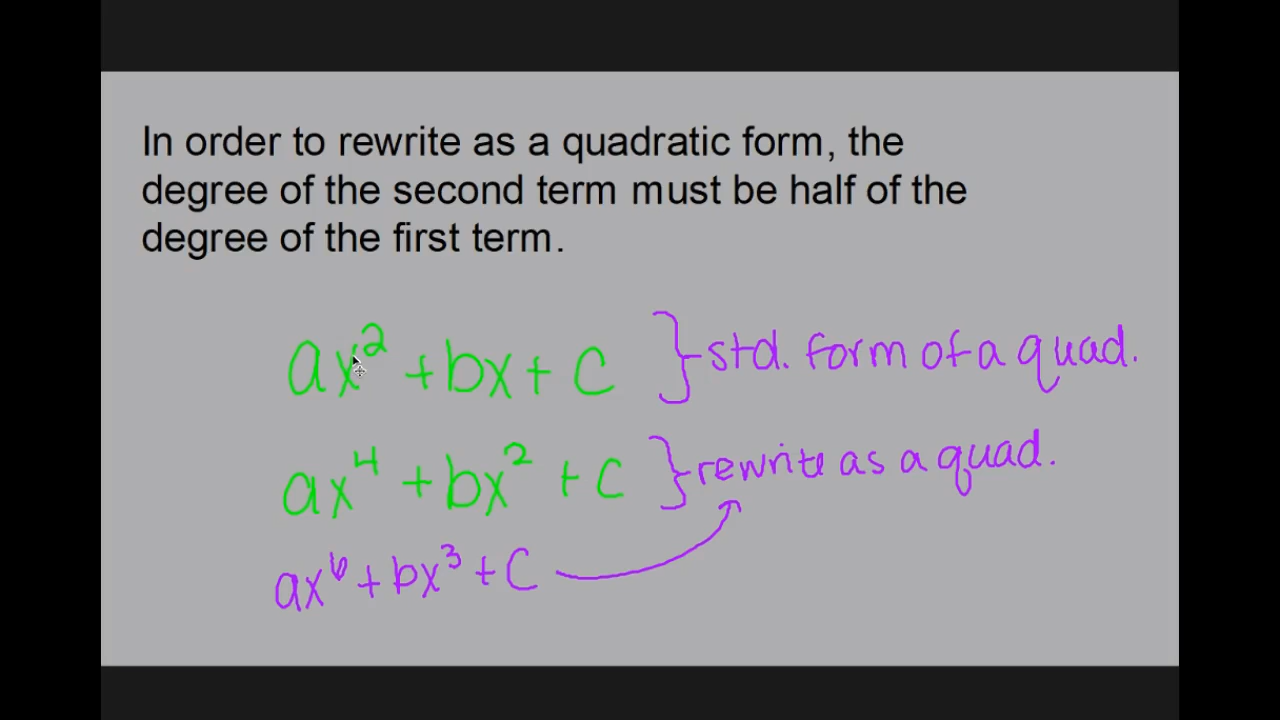 In order to rewrite as a quadratic form, the
degree of the second term must be half of the
degree of the first term.
ax² + bx + c } std. form of a quad.
ax⁴ + bx² + c } rewrite as a quad.
ax⁶ + bx³ + c